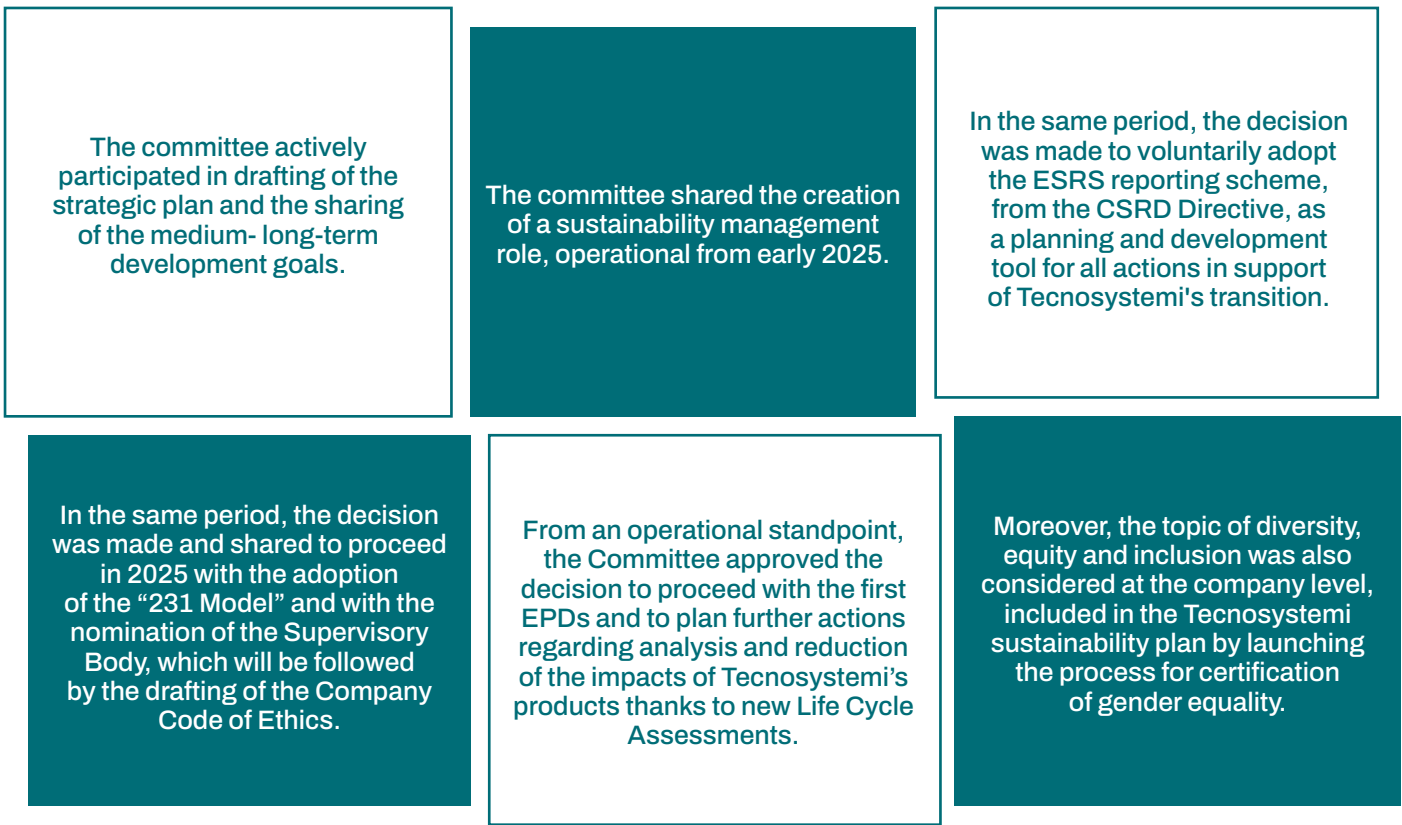 The committee actively
participated in drafting of the
strategic plan and the sharing
of the medium- long-term
development goals.
The committee shared the creation
of a sustainability management
role, operational from early 2025.
In the same period, the decision
was made to voluntarily adopt
the ESRS reporting scheme,
from the CSRD Directive, as
a planning and development
tool for all actions in support
of Tecnosystemi's transition.
In the same period, the decision
was made and shared to proceed
in 2025 with the adoption
of the “231 Model” and with the
nomination of the Supervisory
Body, which will be followed
by the drafting of the Company
Code of Ethics.
From an operational standpoint,
the Committee approved the
decision to proceed with the first
EPDs and to plan further actions
regarding analysis and reduction
of the impacts of Tecnosystemi’s
products thanks to new Life Cycle
Assessments.
Moreover, the topic of diversity,
equity and inclusion was also
considered at the company level,
included in the Tecnosystemi
sustainability plan by launching
the process for certification
of gender equality.